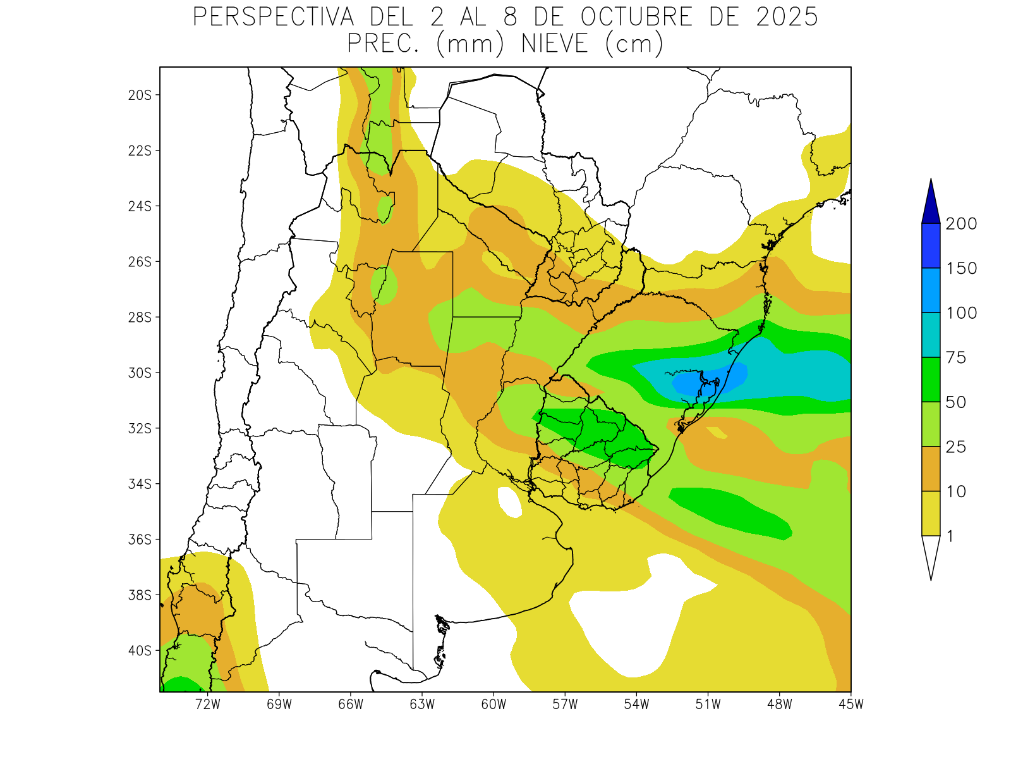 PERSPECTIVA DEL 2 AL 8 DE OCTUBRE DE 2025
PREC. (mm) NIEVE (cm)
20S
22S
24S
26S
28S
30S
32S
34S
36S
38S
40S
72W 69W 66W 63W 60W 57W 54W 51W 48W 45W
200
150
100
75
50
25
10
1